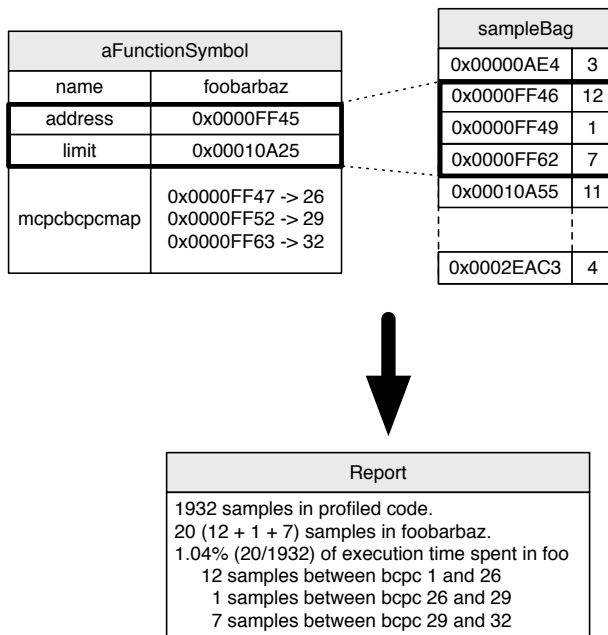 aFunctionSymbol
name foobarbaz
address 0x0000FF45
limit 0x00010A25
mcpcbcpcmap
0x0000FF47 -> 26
0x0000FF52 -> 29
0x0000FF63 -> 32
sampleBag
0x00000AE4 3
0x0000FF46 12
0x0000FF49 1
0x0000FF62 7
0x00010A55 11
0x0002EAC3 4
Report
1932 samples in profiled code.
20 (12 + 1 + 7) samples in foobarbaz.
1.04% (20/1932) of execution time spent in foo
12 samples between bcpc 1 and 26
1 samples between bcpc 26 and 29
7 samples between bcpc 29 and 32